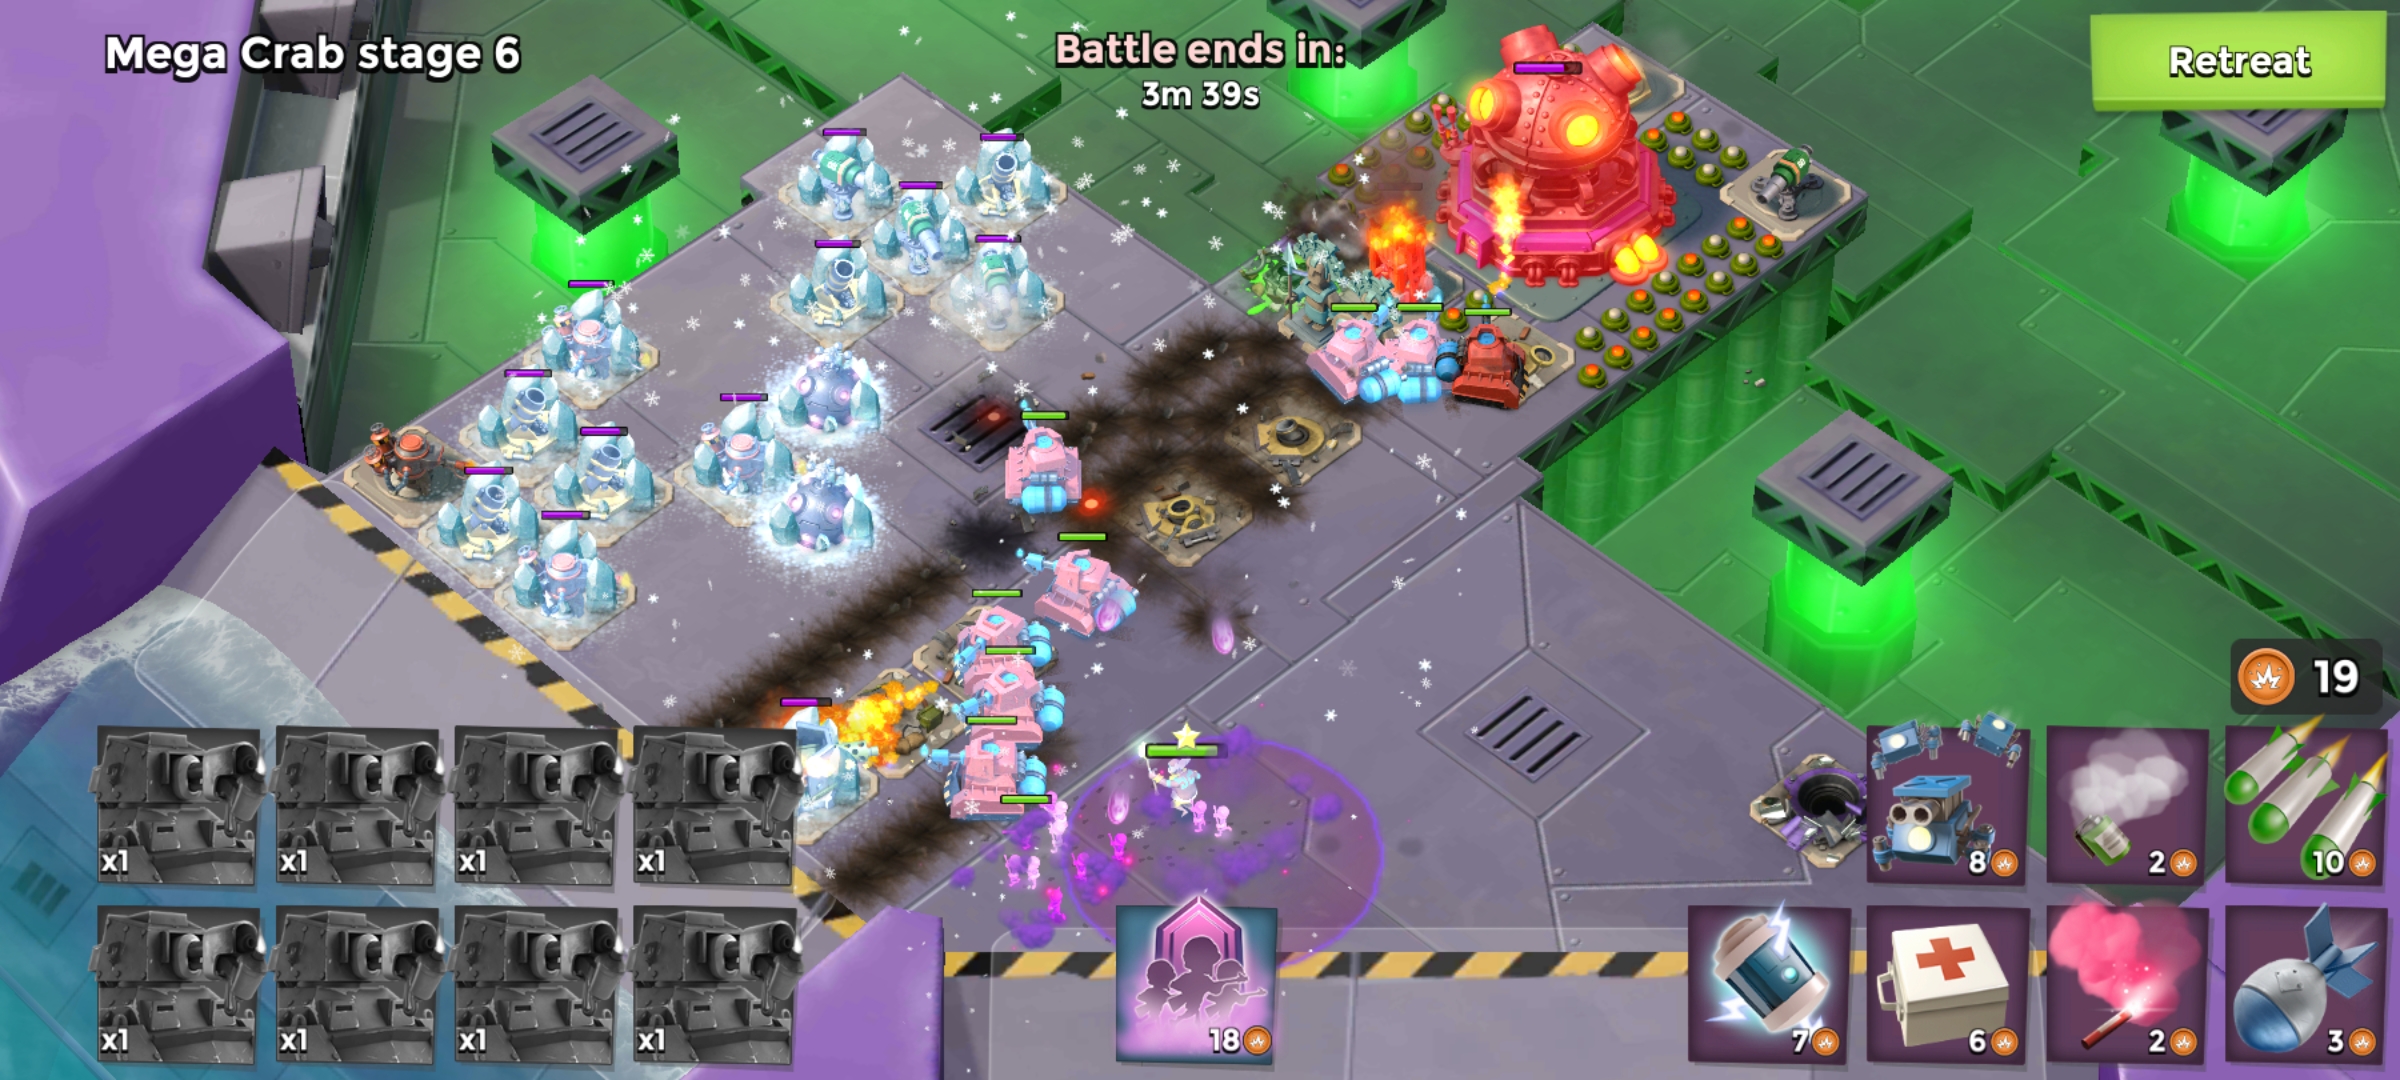 Mega Crab stage 6
Battle ends in:
3m 39s
Retreat
19
x1
x1
x1
x1
8
2
10
x1
x1
x1
x1
18
7
6
2
3